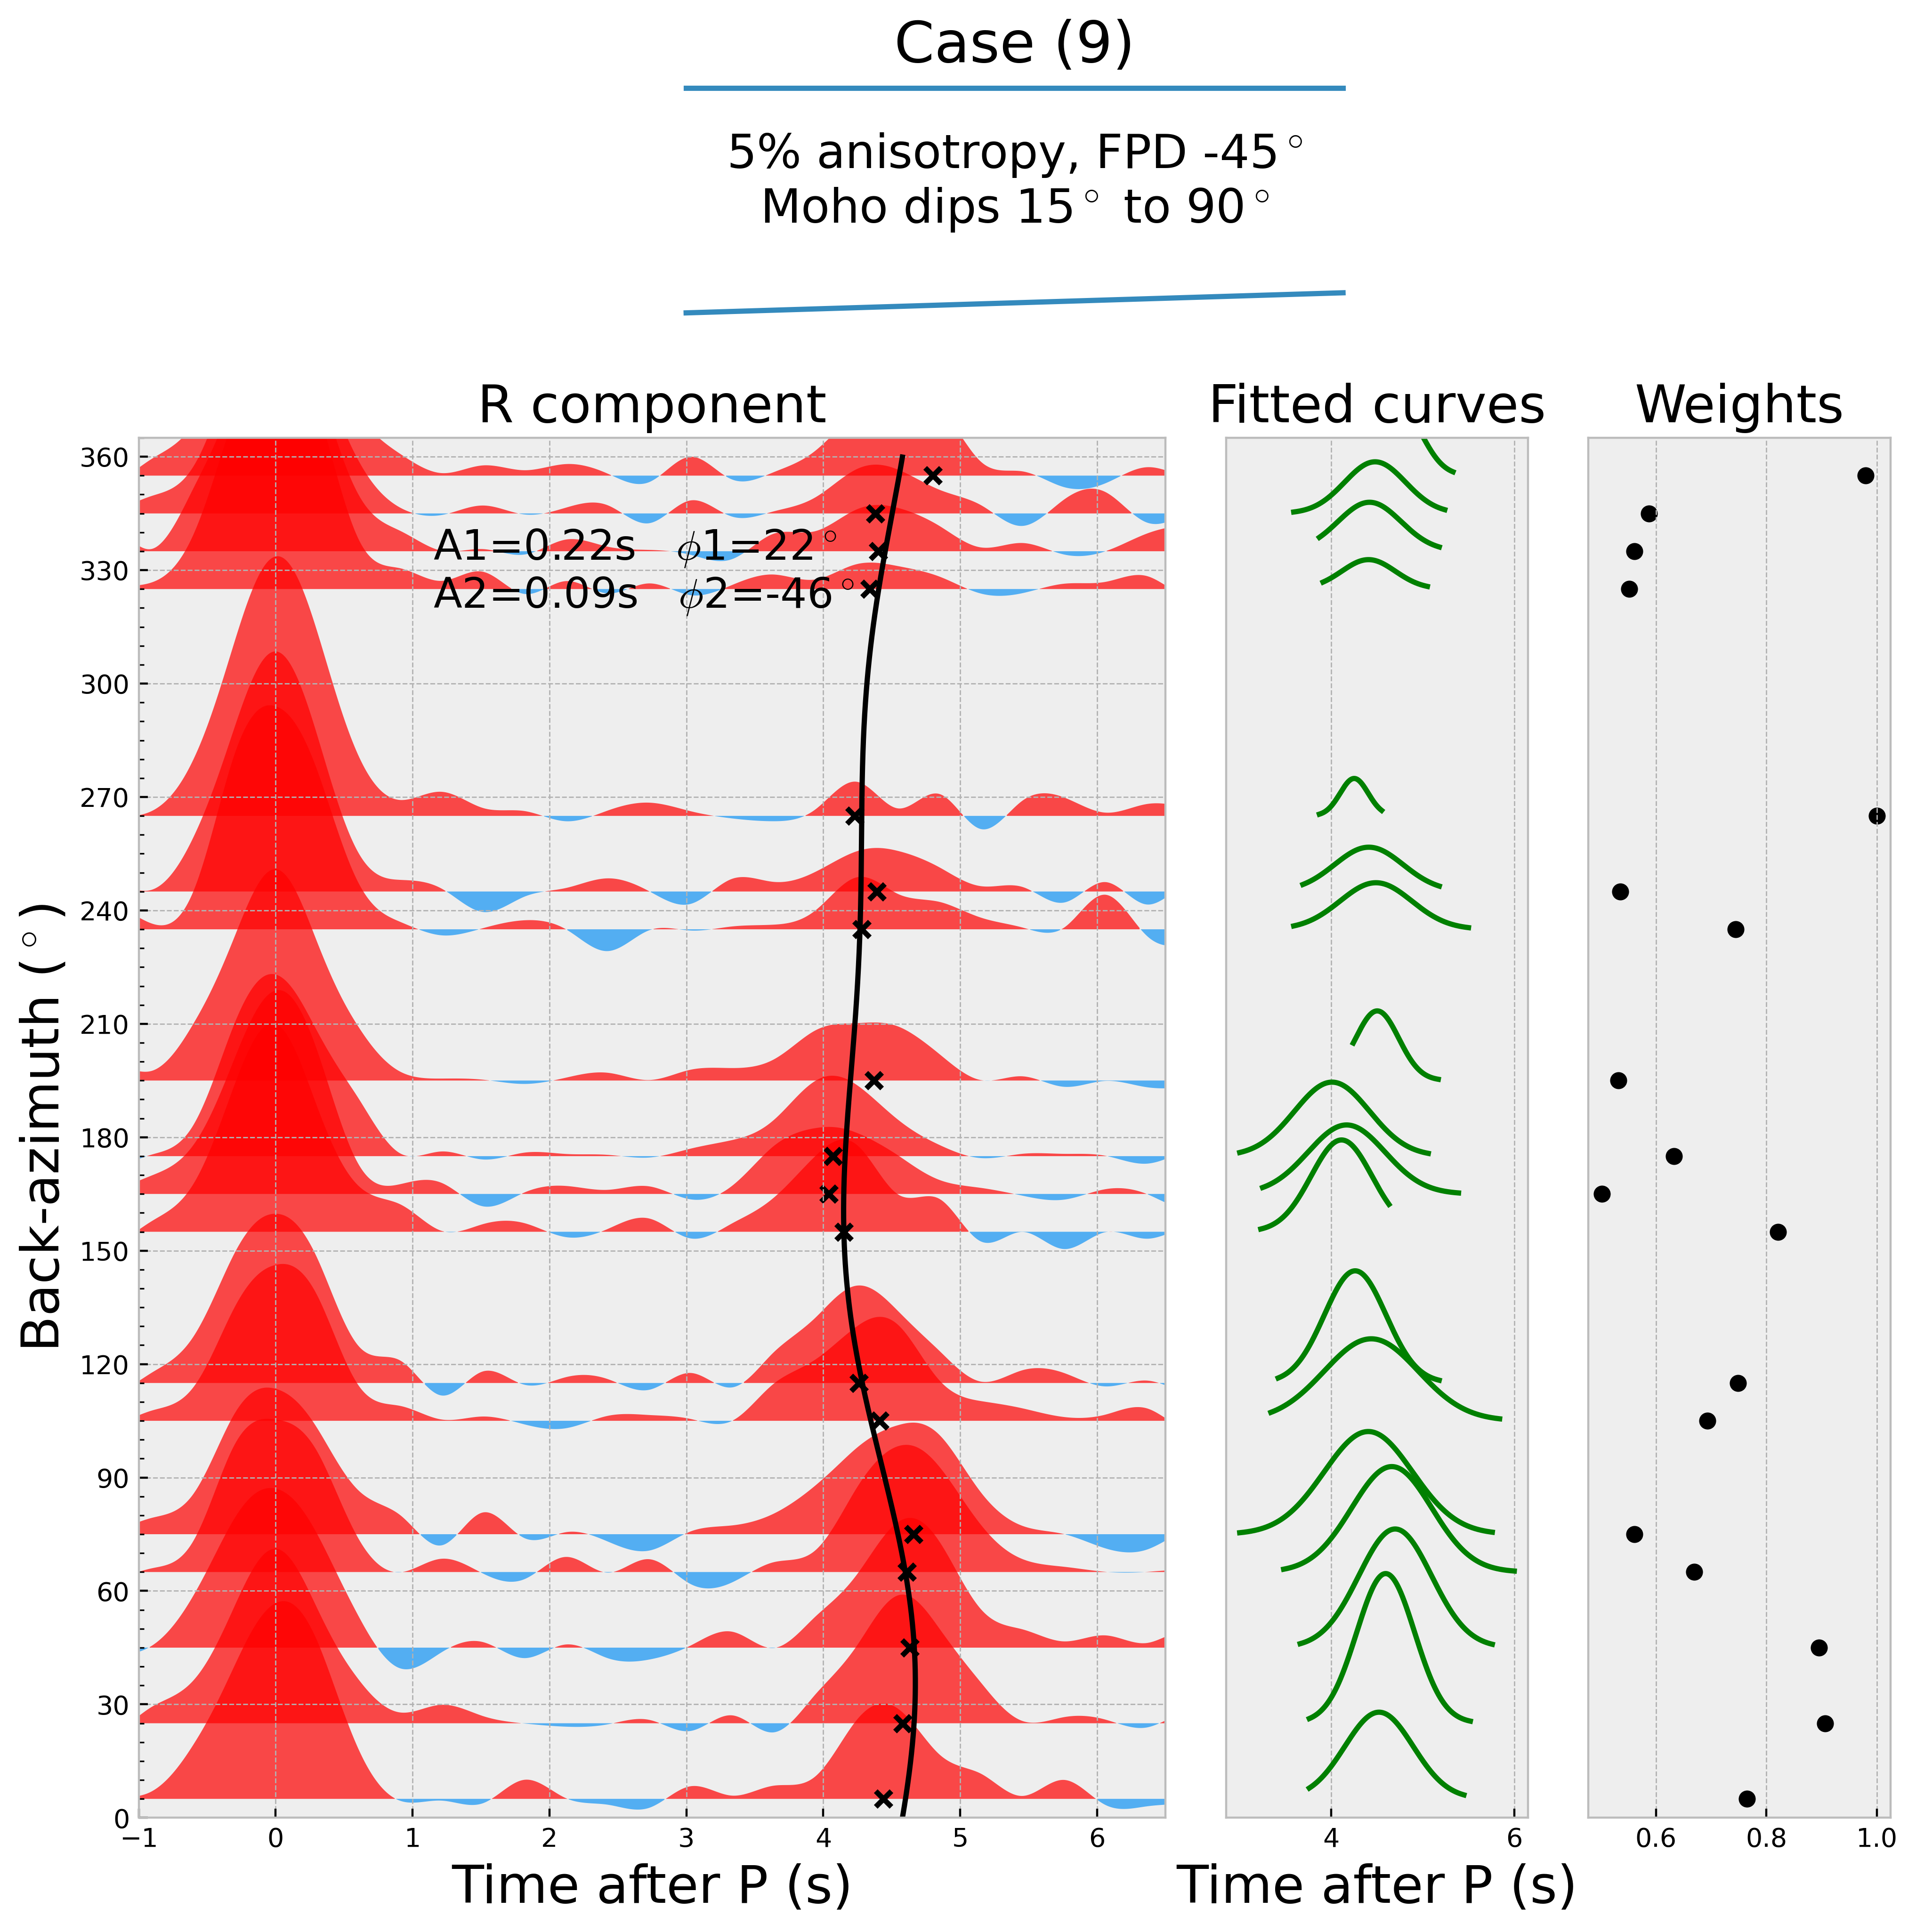 Case (9)
5% anisotropy, FPD -45°
Moho dips 15° to 90°
R component
Fitted curves
Weights
360
330
300
270
240
210
180
150
120
90
60
30
0
Back-azimuth (°)
A1=0.22s ϕ1=22°
A2=0.09s ϕ2=-46°
−1 0 1 2 3 4 5 6
4 6
0.6 0.8 1.0
Time after P (s)
Time after P (s)